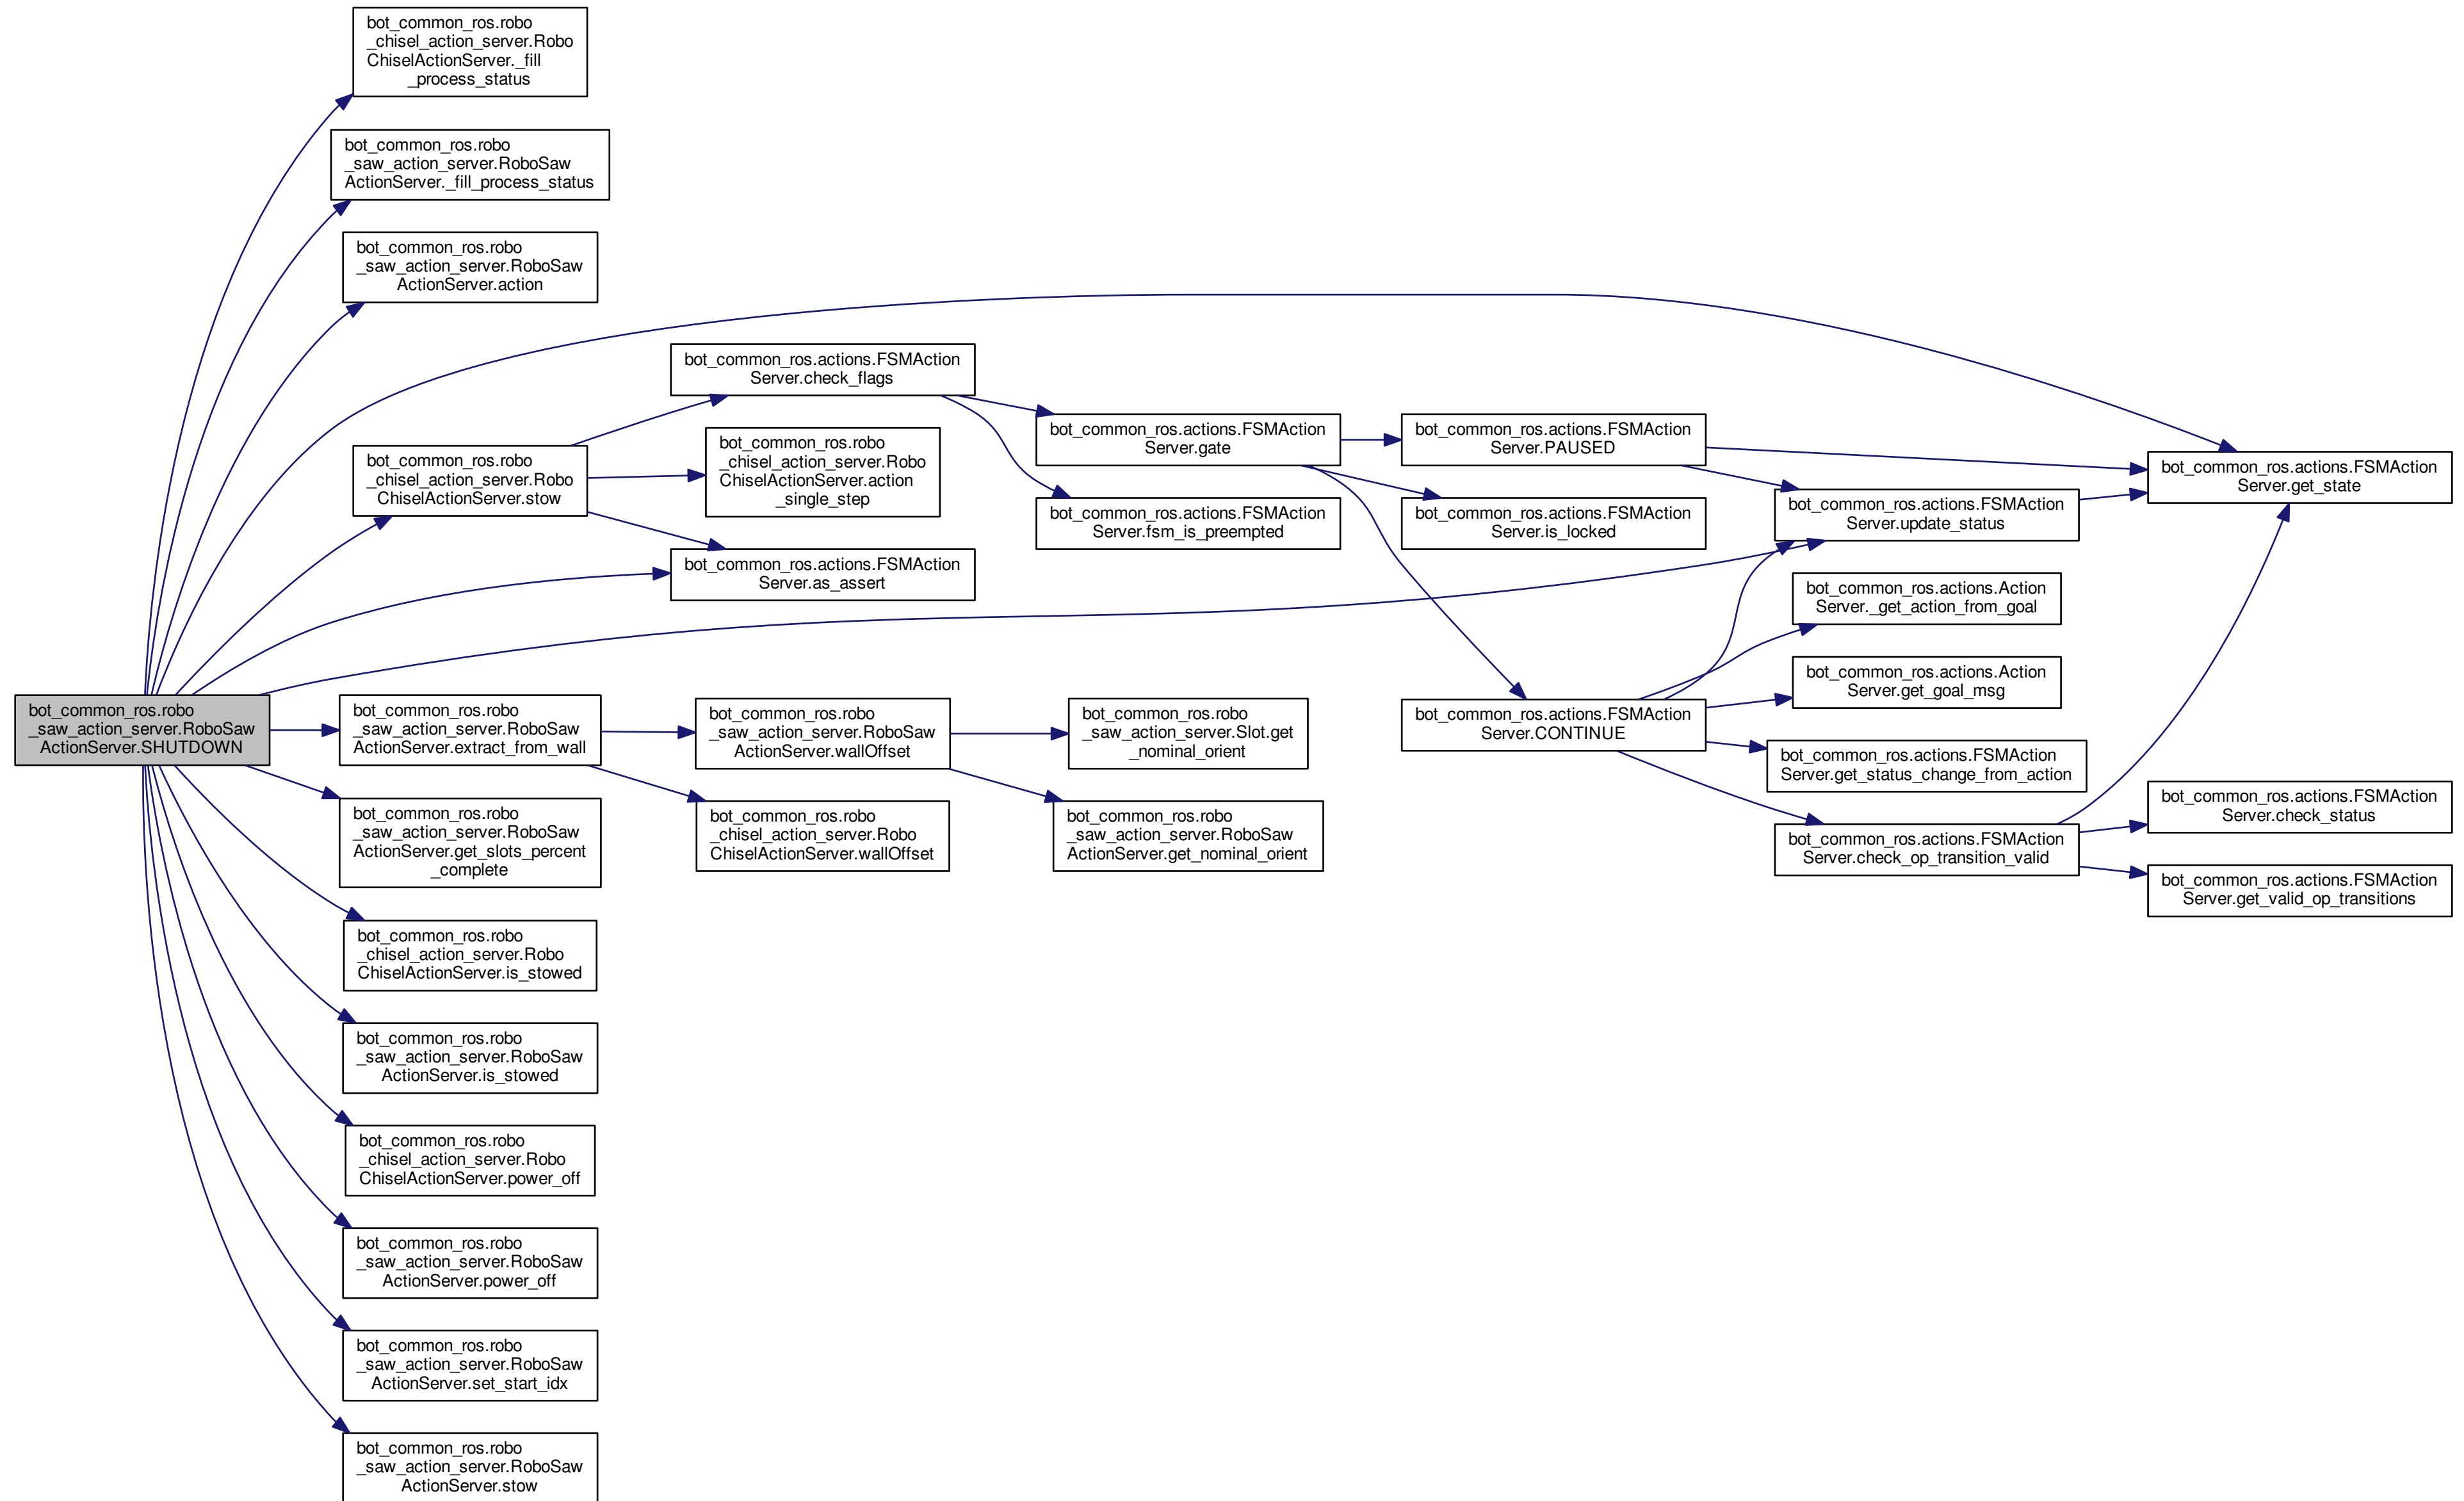 bot_common_ros.robo
_chisel_action_server.Robo
ChiselActionServer._fill
_process_status
bot_common_ros.robo
_saw_action_server.RoboSaw
ActionServer._fill_process_status
bot_common_ros.robo
_saw_action_server.RoboSaw
ActionServer.action
bot_common_ros.actions.FSMAction
Server.check_flags
bot_common_ros.robo
_chisel_action_server.Robo
ChiselActionServer.stow
bot_common_ros.robo
_chisel_action_server.Robo
ChiselActionServer.action
_single_step
bot_common_ros.actions.FSMAction
Server.as_assert
bot_common_ros.actions.FSMAction
Server.gate
bot_common_ros.actions.FSMAction
Server.fsm_is_preempted
bot_common_ros.actions.FSMAction
Server.PAUSED
bot_common_ros.actions.FSMAction
Server.is_locked
bot_common_ros.actions.FSMAction
Server.update_status
bot_common_ros.actions.FSMAction
Server.get_state
bot_common_ros.actions.Action
Server._get_action_from_goal
bot_common_ros.actions.Action
Server.get_goal_msg
bot_common_ros.actions.FSMAction
Server.CONTINUE
bot_common_ros.actions.FSMAction
Server.get_status_change_from_action
bot_common_ros.actions.FSMAction
Server.check_op_transition_valid
bot_common_ros.actions.FSMAction
Server.check_status
bot_common_ros.actions.FSMAction
Server.get_valid_op_transitions
bot_common_ros.robo
_saw_action_server.RoboSaw
ActionServer.SHUTDOWN
bot_common_ros.robo
_saw_action_server.RoboSaw
ActionServer.extract_from_wall
bot_common_ros.robo
_saw_action_server.RoboSaw
ActionServer.wallOffset
bot_common_ros.robo
_saw_action_server.Slot.get
_nominal_orient
bot_common_ros.robo
_saw_action_server.RoboSaw
ActionServer.get_slots_percent
_complete
bot_common_ros.robo
_chisel_action_server.Robo
ChiselActionServer.wallOffset
bot_common_ros.robo
_saw_action_server.RoboSaw
ActionServer.get_nominal_orient
bot_common_ros.robo
_chisel_action_server.Robo
ChiselActionServer.is_stowed
bot_common_ros.robo
_saw_action_server.RoboSaw
ActionServer.is_stowed
bot_common_ros.robo
_chisel_action_server.Robo
ChiselActionServer.power_off
bot_common_ros.robo
_saw_action_server.RoboSaw
ActionServer.power_off
bot_common_ros.robo
_saw_action_server.RoboSaw
ActionServer.set_start_idx
bot_common_ros.robo
_saw_action_server.RoboSaw
ActionServer.stow